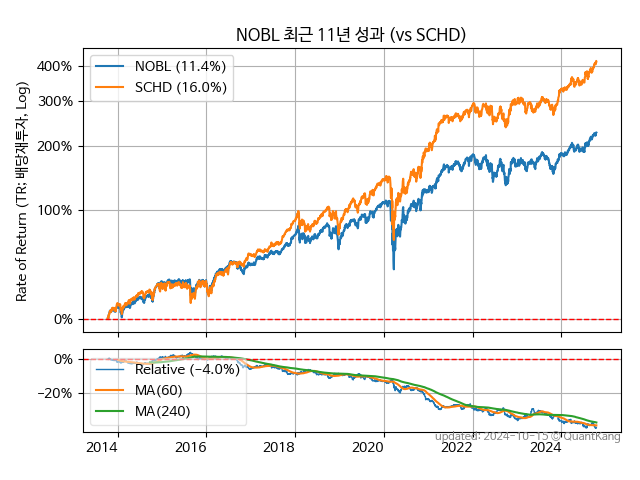 NOBL 최근 11년 성과 (vs SCHD)
Rate of Return (TR: 배당재투자, Log)
400%
300%
200%
100%
0%
NOBL (11.4%)
SCHD (16.0%)
0%
−20%
Relative (−4.0%)
MA(60)
MA(240)
2014 2016 2018 2020 2022 2024
updated: 2024-10-15 © QuantKang